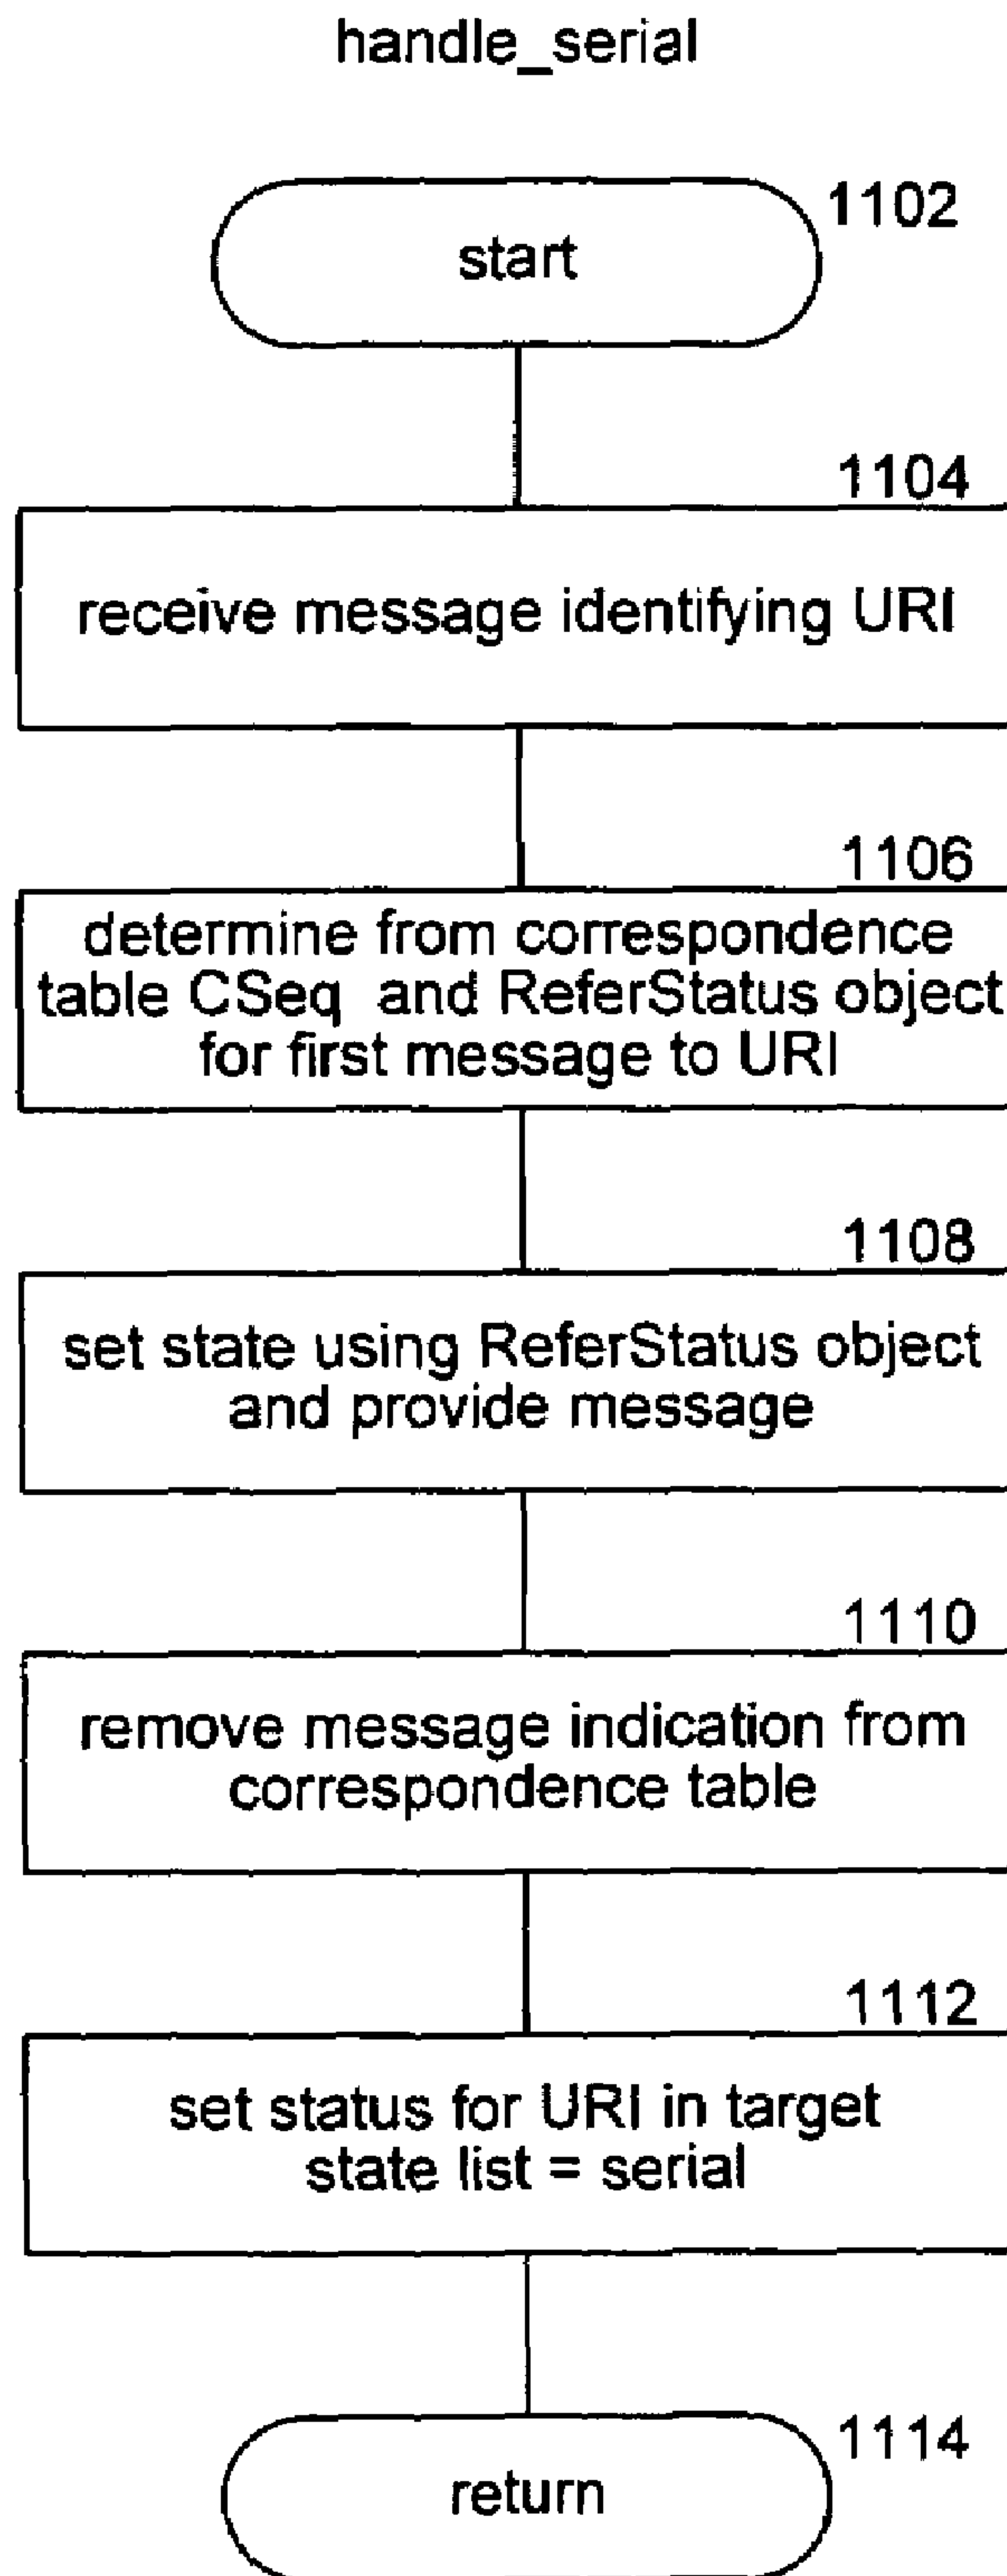 handle_serial
1102
start
1104
receive message identifying URI
1106
determine from correspondence
table CSeq and ReferStatus object
for first message to URI
1108
set state using ReferStatus object
and provide message
1110
remove message indication from
correspondence table
1112
set status for URI in target
state list = serial
1114
return